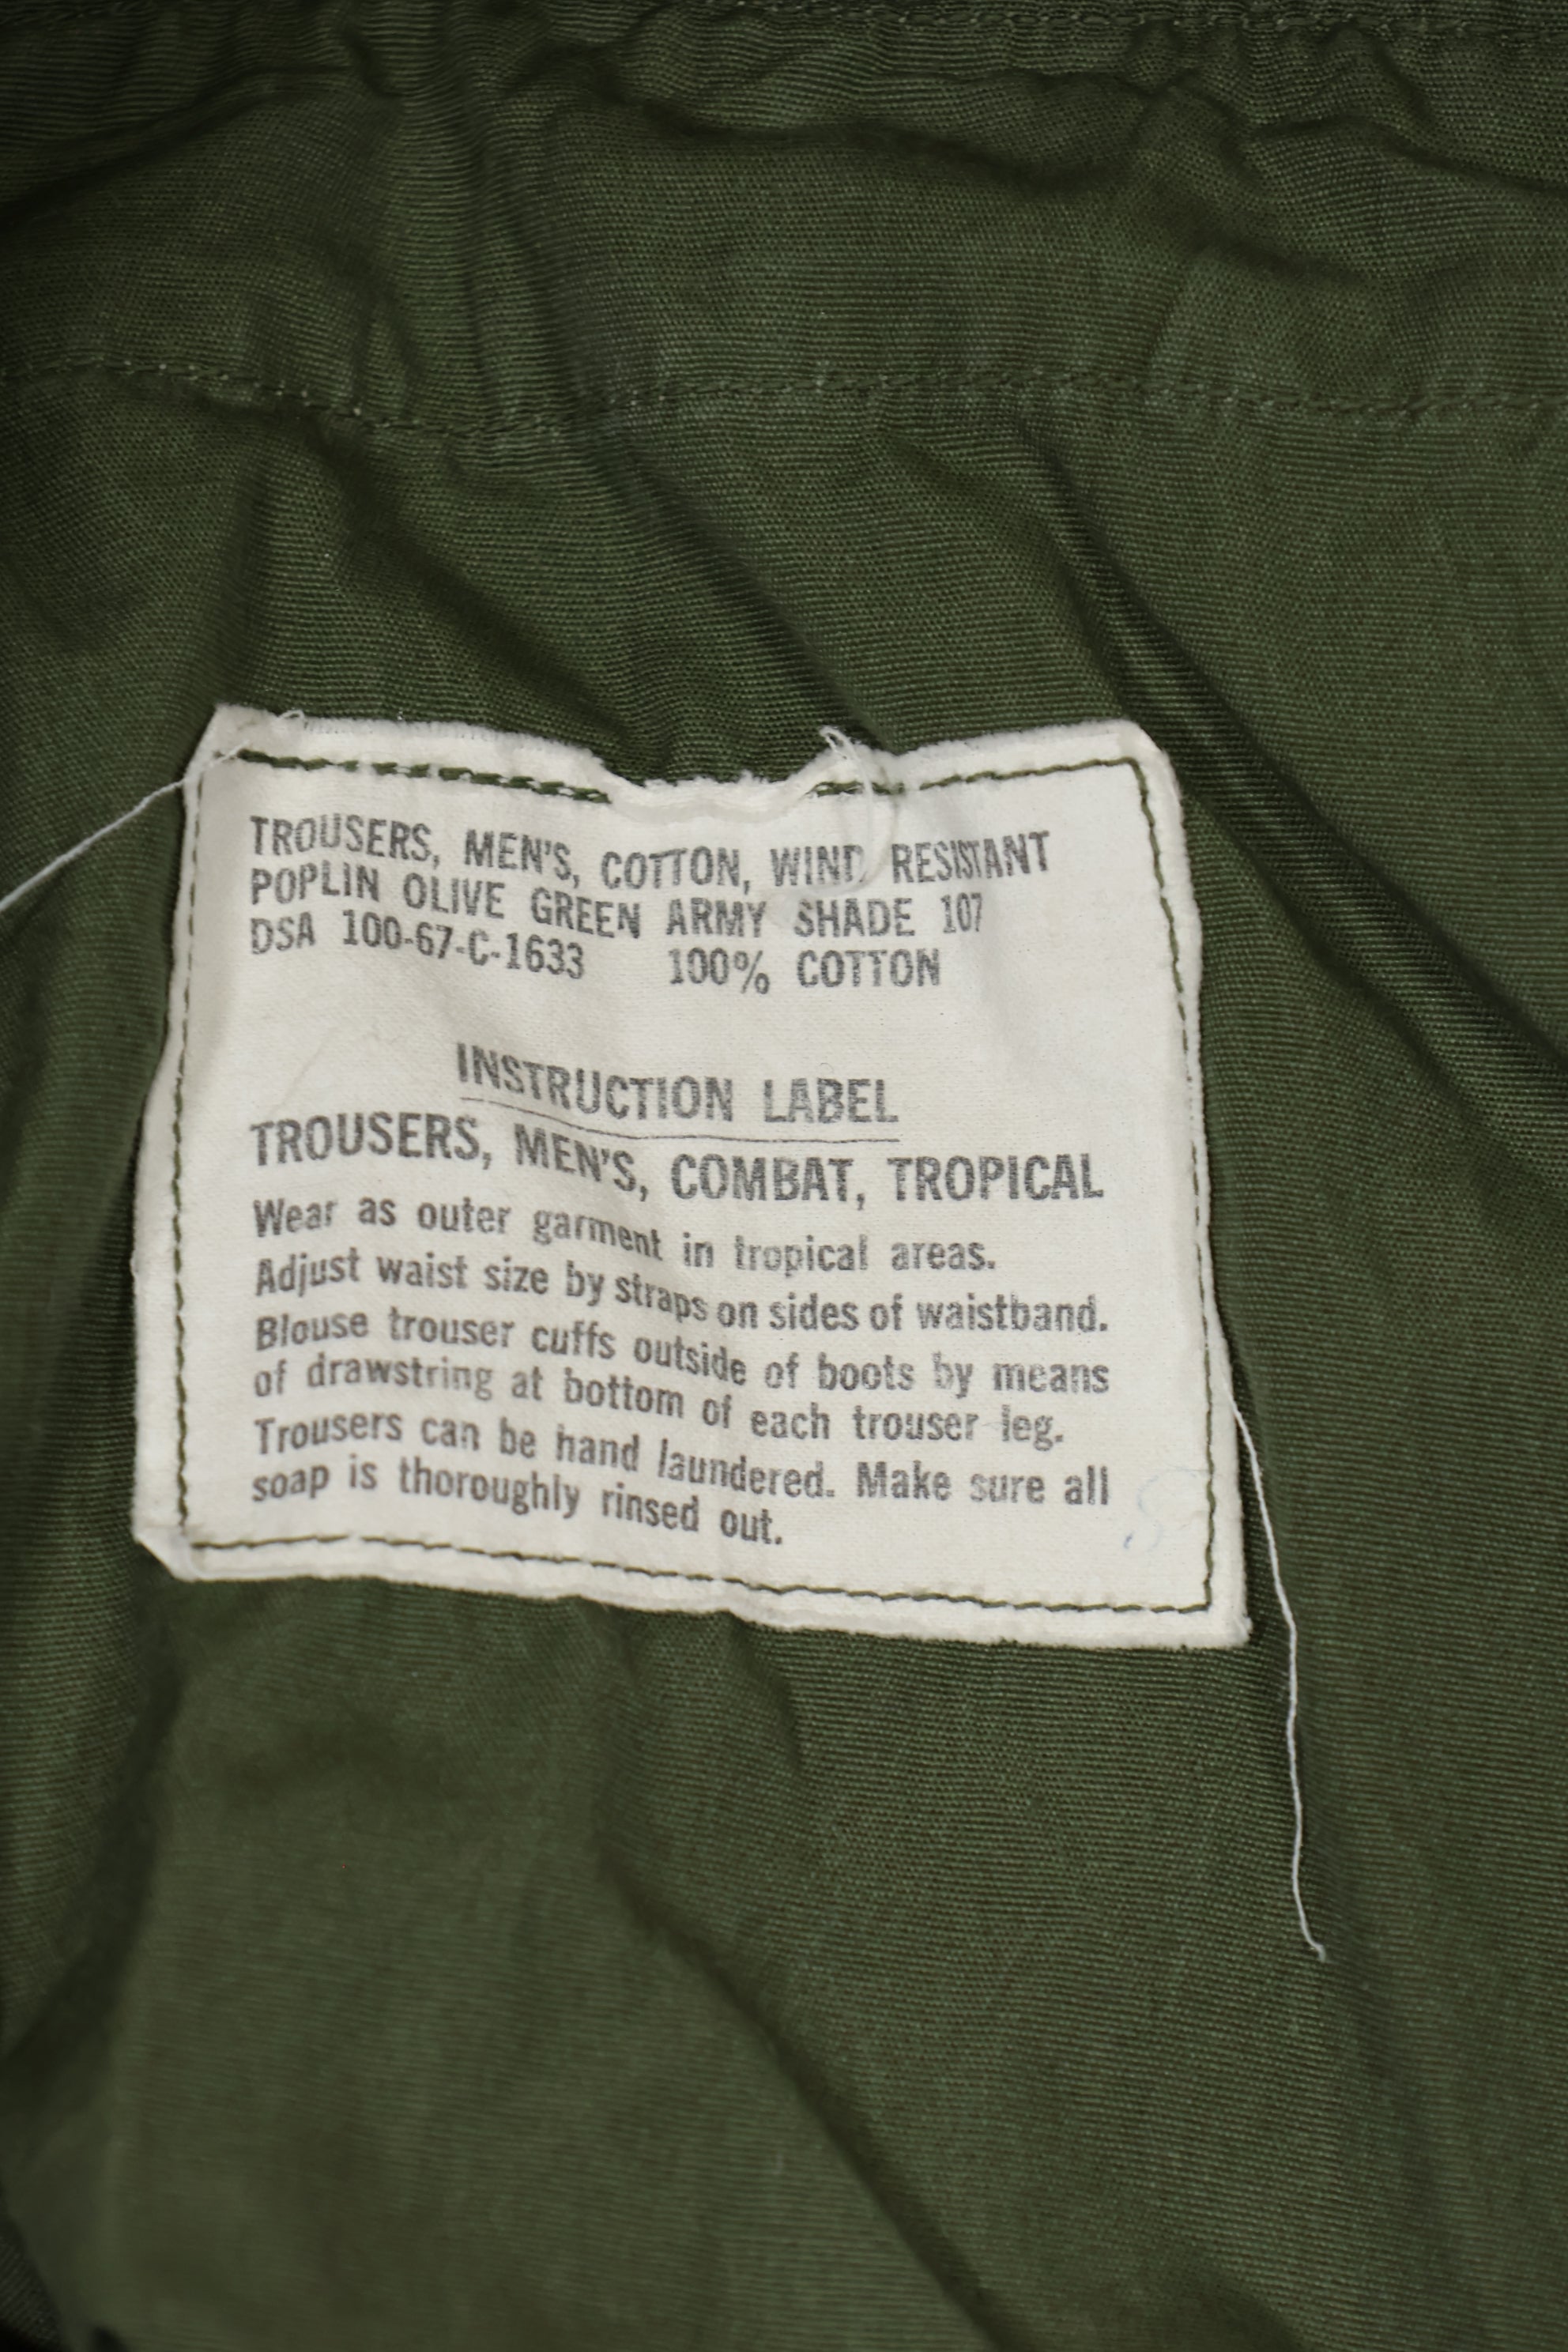 TROUSERS, MEN'S, COTTON, WIND RESISTANT
POPLIN OLIVE GREEN ARMY SHADE 107
DSA 100-67-C-1633 100% COTTON
INSTRUCTION LABEL
TROUSERS, MEN'S, COMBAT, TROPICAL
Wear as outer garment in tropical areas.
Adjust waist size by straps on sides of waistband.
Blouse trouser cuffs outside of boots by means
of drawstring at bottom of each trouser leg.
Trousers can be hand laundered. Make sure all
soap is thoroughly rinsed out.